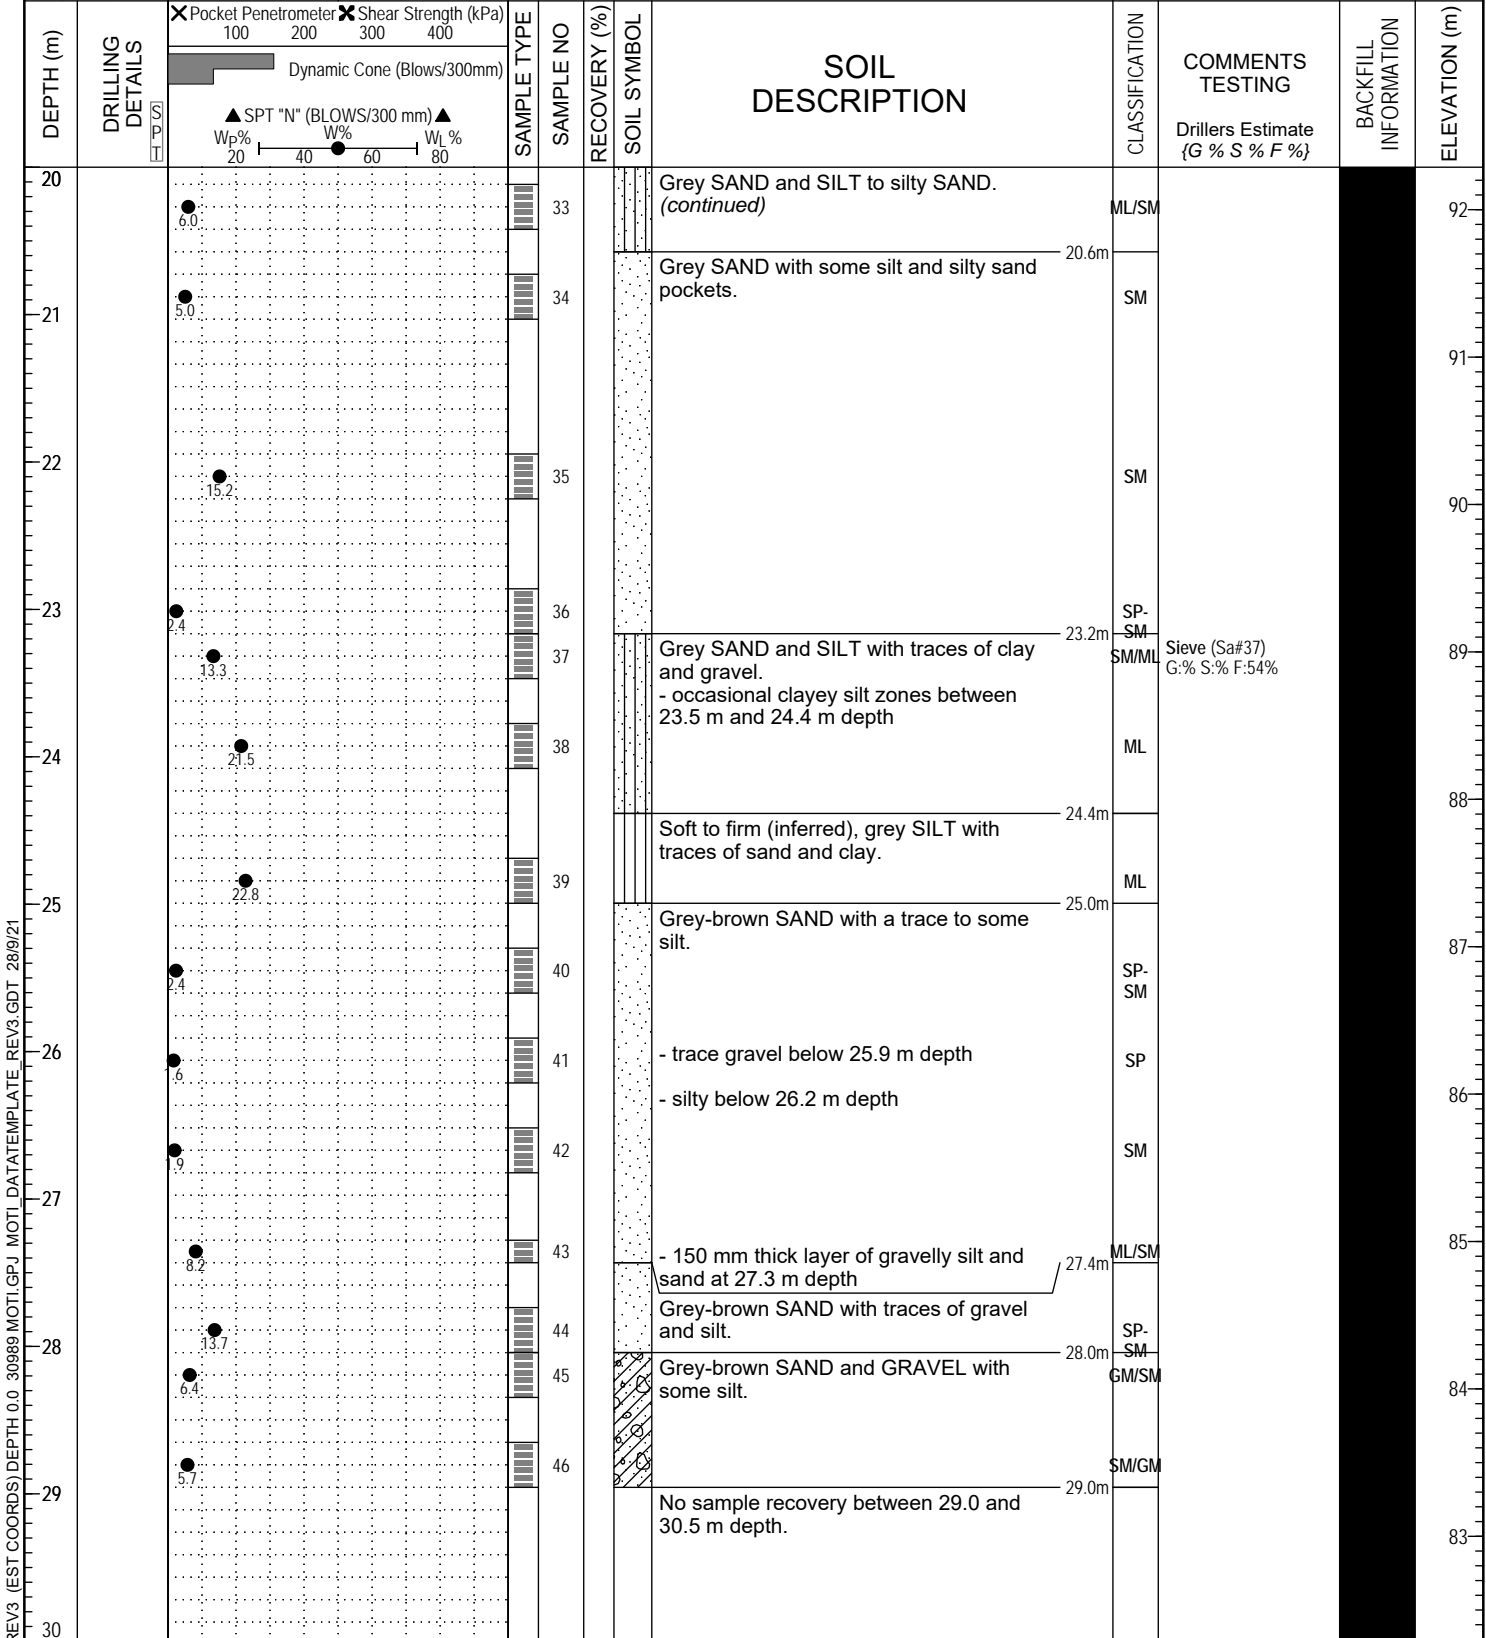 DEPTH (m)
DRILLING
DETAILS
SPT
Pocket Penetrometer Shear Strength (kPa)
100 200 300 400
Dynamic Cone (Blows/300mm)
▲ SPT "N" (BLOWS/300 mm) ▲
WP% W% WL%
20 40 60 80
SAMPLE TYPE
SAMPLE NO
RECOVERY (%)
SOIL SYMBOL
SOIL
DESCRIPTION
CLASSIFICATION
COMMENTS
TESTING
Drillers Estimate
{G % S % F %}
BACKFILL
INFORMATION
ELEVATION (m)
20
Grey SAND and SILT to silty SAND.
(continued)
6.0
33
ML/SM
92
20.6m
Grey SAND with some silt and silty sand
pockets.
5.0
34
SM
21
91
22
15.2
35
SM
90
23
2.4
36
SP-
SM
23.2m
Grey SAND and SILT with traces of clay
and gravel.
- occasional clayey silt zones between
23.5 m and 24.4 m depth
13.3
37
SM/ML
Sieve (Sa#37)
G:% S:% F:54%
89
21.5
38
ML
24
88
24.4m
Soft to firm (inferred), grey SILT with
traces of sand and clay.
22.8
39
ML
25
25.0m
Grey-brown SAND with a trace to some
silt.
87
2.4
40
SP-
SM
26
- trace gravel below 25.9 m depth
.6
41
SP
- silty below 26.2 m depth
86
1.9
42
SM
27
8.2
43
- 150 mm thick layer of gravelly silt and
sand at 27.3 m depth
ML/SM
85
27.4m
Grey-brown SAND with traces of gravel
and silt.
13.7
44
SP-
SM
28
28.0m
Grey-brown SAND and GRAVEL with
some silt.
6.4
45
GM/SM
84
5.7
46
SM/GM
29
29.0m
No sample recovery between 29.0 and
30.5 m depth.
83
30
REV3 (EST COORDS) DEPTH 0.0 30989 MOTI.GPJ MOTI_DATATEMPLATE_REV3.GDT 28/9/21